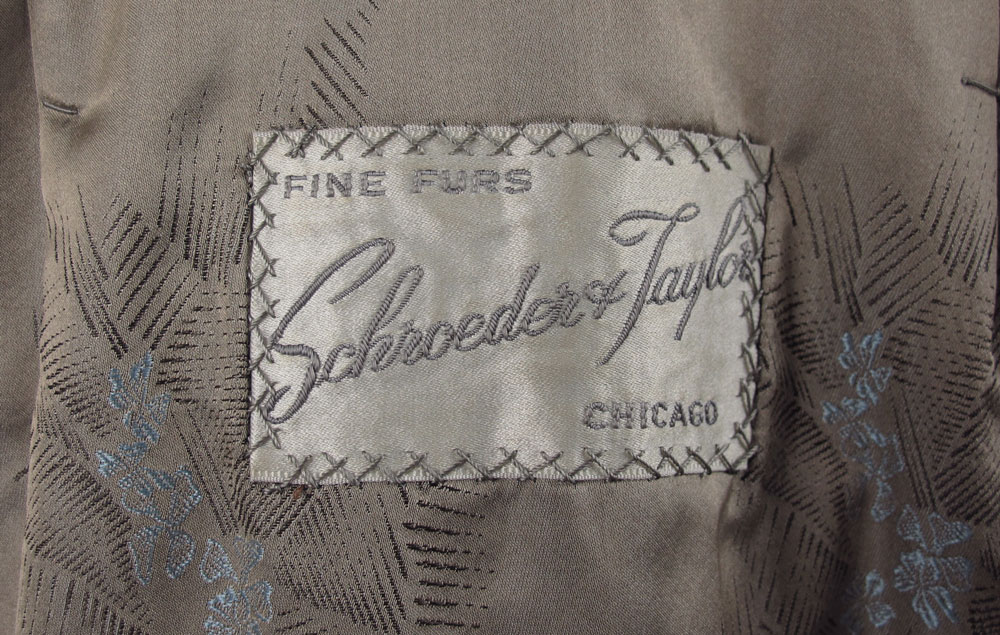 FINE FURS
Schroeder & Taylor
CHICAGO